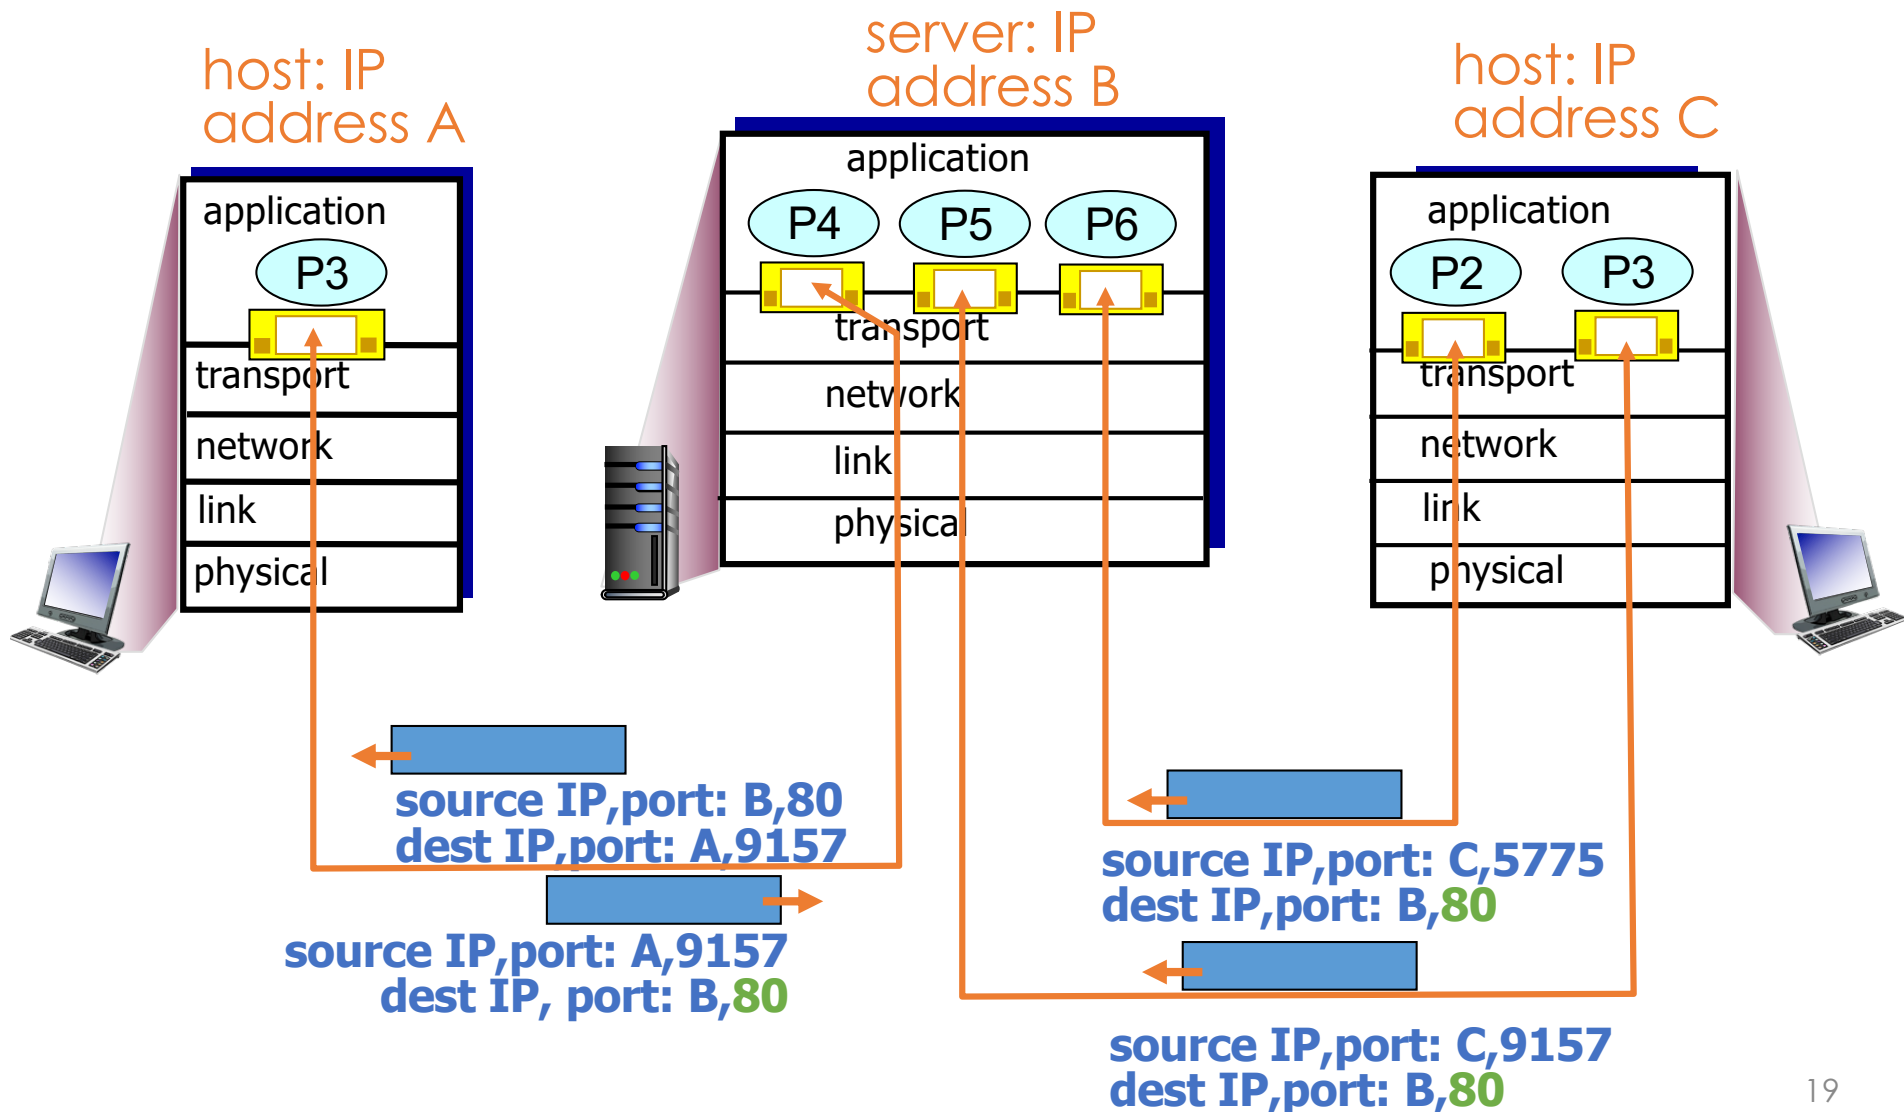 host: IP
address A
application
P3
transport
network
link
physical
server: IP
address B
application
P4 P5 P6
transport
network
link
physical
host: IP
address C
application
P2 P3
transport
network
link
physical
source IP,port: B,80
dest IP,port: A,9157
source IP,port: A,9157
dest IP, port: B,80
source IP,port: C,5775
dest IP,port: B,80
source IP,port: C,9157
dest IP,port: B,80
19